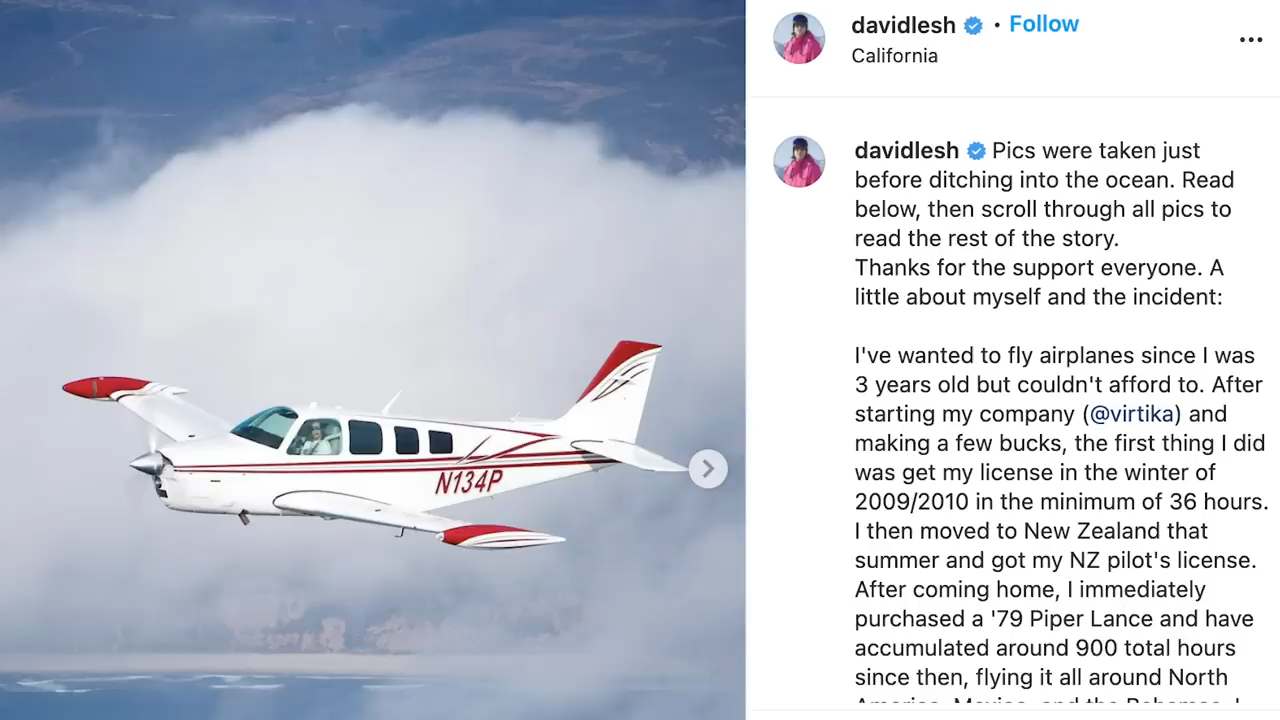 davidlesh • Follow
California
davidlesh Pics were taken just
before ditching into the ocean. Read
below, then scroll through all pics to
read the rest of the story.
Thanks for the support everyone. A
little about myself and the incident:
I've wanted to fly airplanes since I was
3 years old but couldn't afford to. After
starting my company (@virtika) and
making a few bucks, the first thing I did
was get my license in the winter of
2009/2010 in the minimum of 36 hours.
I then moved to New Zealand that
summer and got my NZ pilot's license.
After coming home, I immediately
purchased a '79 Piper Lance and have
accumulated around 900 total hours
since then, flying it all around North
America, Mexico, and the Bahamas. I
N134P